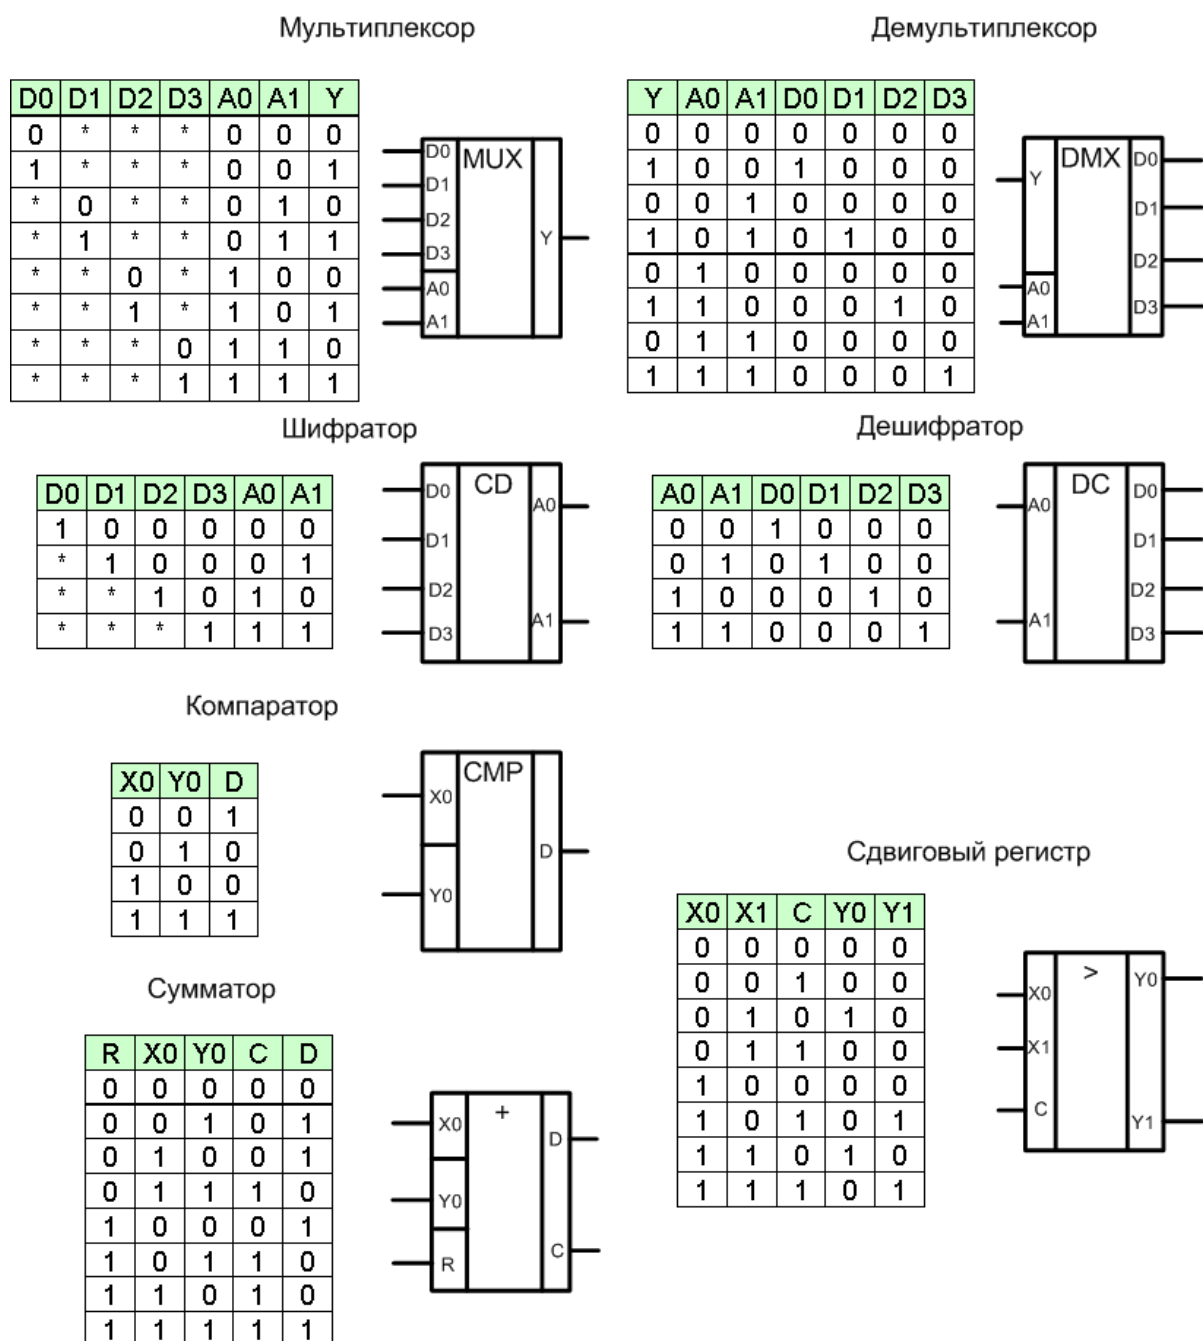 Мультиплексор
D0 D1 D2 D3 A0 A1 Y
0 * * * 0 0 0
1 * * * 0 0 1
* 0 * * 0 1 0
* 1 * * 0 1 1
* * 0 * 1 0 0
* * 1 * 1 0 1
* * * 0 1 1 0
* * * 1 1 1 1
MUX
D0
D1
D2
D3
A0
A1
Y
Демультиплексор
Y A0 A1 D0 D1 D2 D3
0 0 0 0 0 0 0
1 0 0 1 0 0 0
0 0 1 0 0 0 0
1 0 1 0 1 0 0
0 1 0 0 0 0 0
1 1 0 0 0 1 0
0 1 1 0 0 0 0
1 1 1 0 0 0 1
DMX
Y
A0
A1
D0
D1
D2
D3
Шифратор
D0 D1 D2 D3 A0 A1
1 0 0 0 0 0
* 1 0 0 0 1
* * 1 0 1 0
* * * 1 1 1
CD
D0
D1
D2
D3
A0
A1
Дешифратор
A0 A1 D0 D1 D2 D3
0 0 1 0 0 0
0 1 0 1 0 0
1 0 0 0 1 0
1 1 0 0 0 1
DC
A0
A1
D0
D1
D2
D3
Компаратор
X0 Y0 D
0 0 1
0 1 0
1 0 0
1 1 1
CMP
X0
Y0
D
Сдвиговый регистр
X0 X1 C Y0 Y1
0 0 0 0 0
0 0 1 0 0
0 1 0 1 0
0 1 1 0 0
1 0 0 0 0
1 0 1 0 1
1 1 0 1 0
1 1 1 0 1
>
X0
X1
C
Y0
Y1
Сумматор
R X0 Y0 C D
0 0 0 0 0
0 0 1 0 1
0 1 0 0 1
0 1 1 1 0
1 0 0 0 1
1 0 1 1 0
1 1 0 1 0
1 1 1 1 1
+
X0
Y0
R
D
C